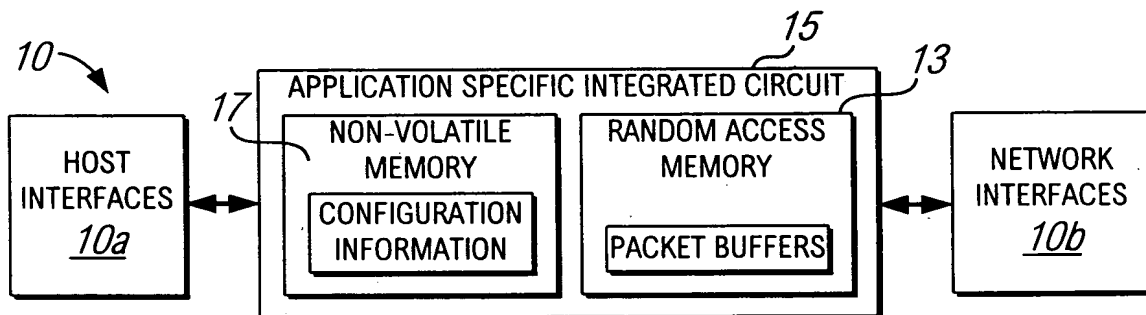 10
15
13
APPLICATION SPECIFIC INTEGRATED CIRCUIT
17
HOST
INTERFACES
10a
NON-VOLATILE
MEMORY
CONFIGURATION
INFORMATION
RANDOM ACCESS
MEMORY
PACKET BUFFERS
NETWORK
INTERFACES
10b